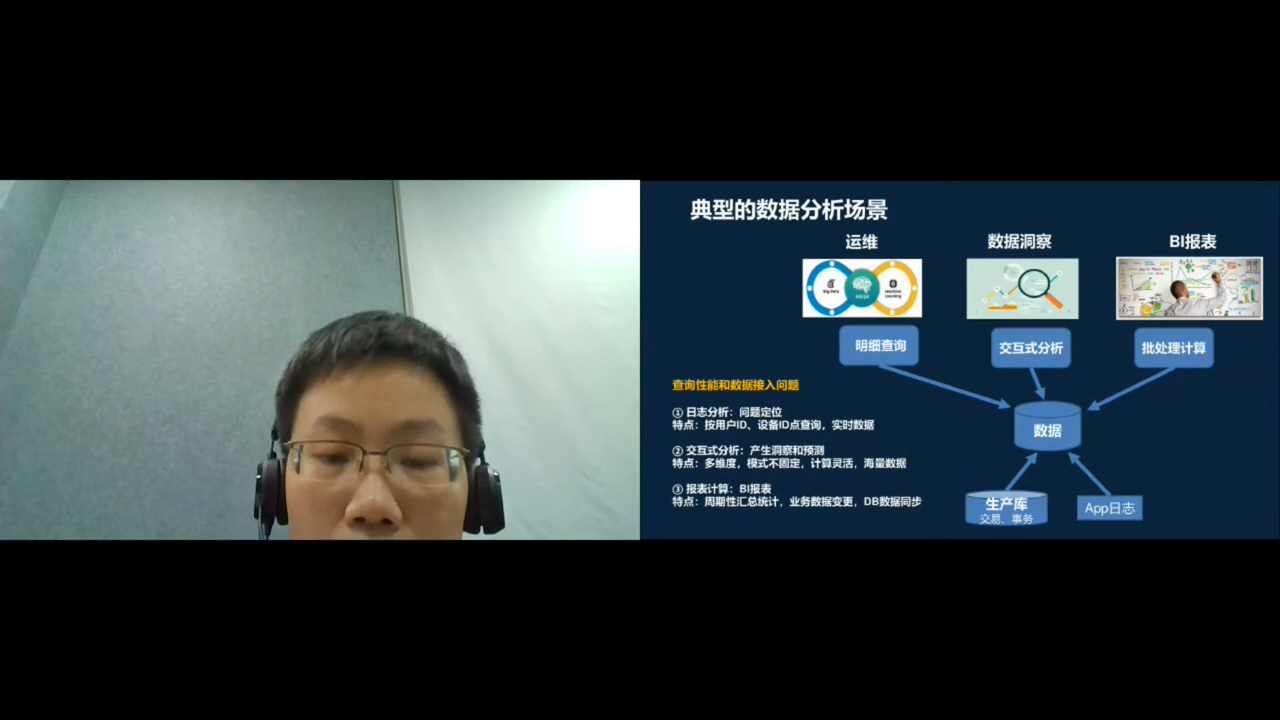 典型的数据分析场景
运维
数据洞察
BI报表
Big Data
AIOps
Machine
Learning
明细查询
交互式分析
批处理计算
查询性能和数据接入问题
① 日志分析：问题定位
特点：按用户ID、设备ID点查询，实时数据
② 交互式分析：产生洞察和预测
特点：多维度，模式不固定，计算灵活，海量数据
③ 报表计算：BI报表
特点：周期性汇总统计，业务数据变更，DB数据同步
数据
生产库
交易、事务
App日志